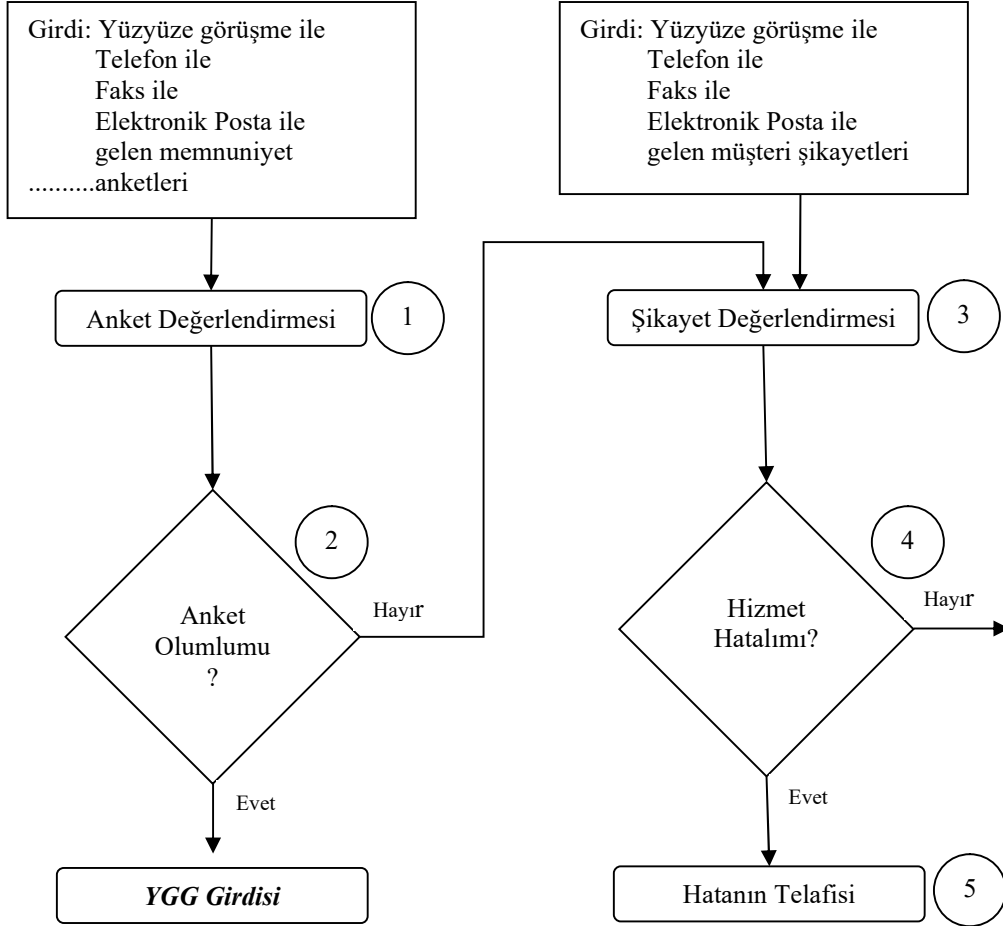 Girdi: Yüzyüze görüşme ile
Telefon ile
Faks ile
Elektronik Posta ile
gelen memnuniyet
..........anketleri
Girdi: Yüzyüze görüşme ile
Telefon ile
Faks ile
Elektronik Posta ile
gelen müşteri şikayetleri
Anket Değerlendirmesi
1
Şikayet Değerlendirmesi
3
2
Anket
Olumlumu
?
Hayır
4
Hizmet
Hatalımı?
Hayır
Evet
Evet
YGG Girdisi
Hatanın Telafisi
5